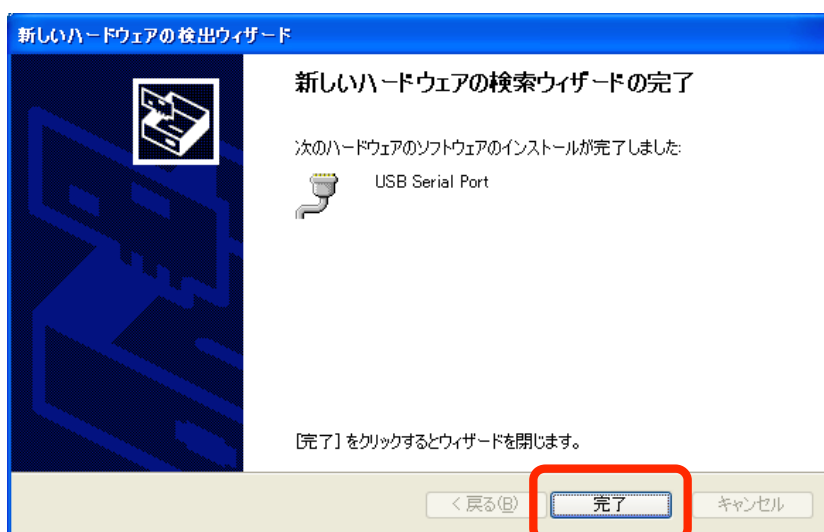 新しいハードウェアの検出ウィザード
新しいハードウェアの検索ウィザードの完了
次のハードウェアのソフトウェアのインストールが完了しました:
USB Serial Port
[完了] をクリックするとウィザードを閉じます。
< 戻る(B) 完了 キャンセル